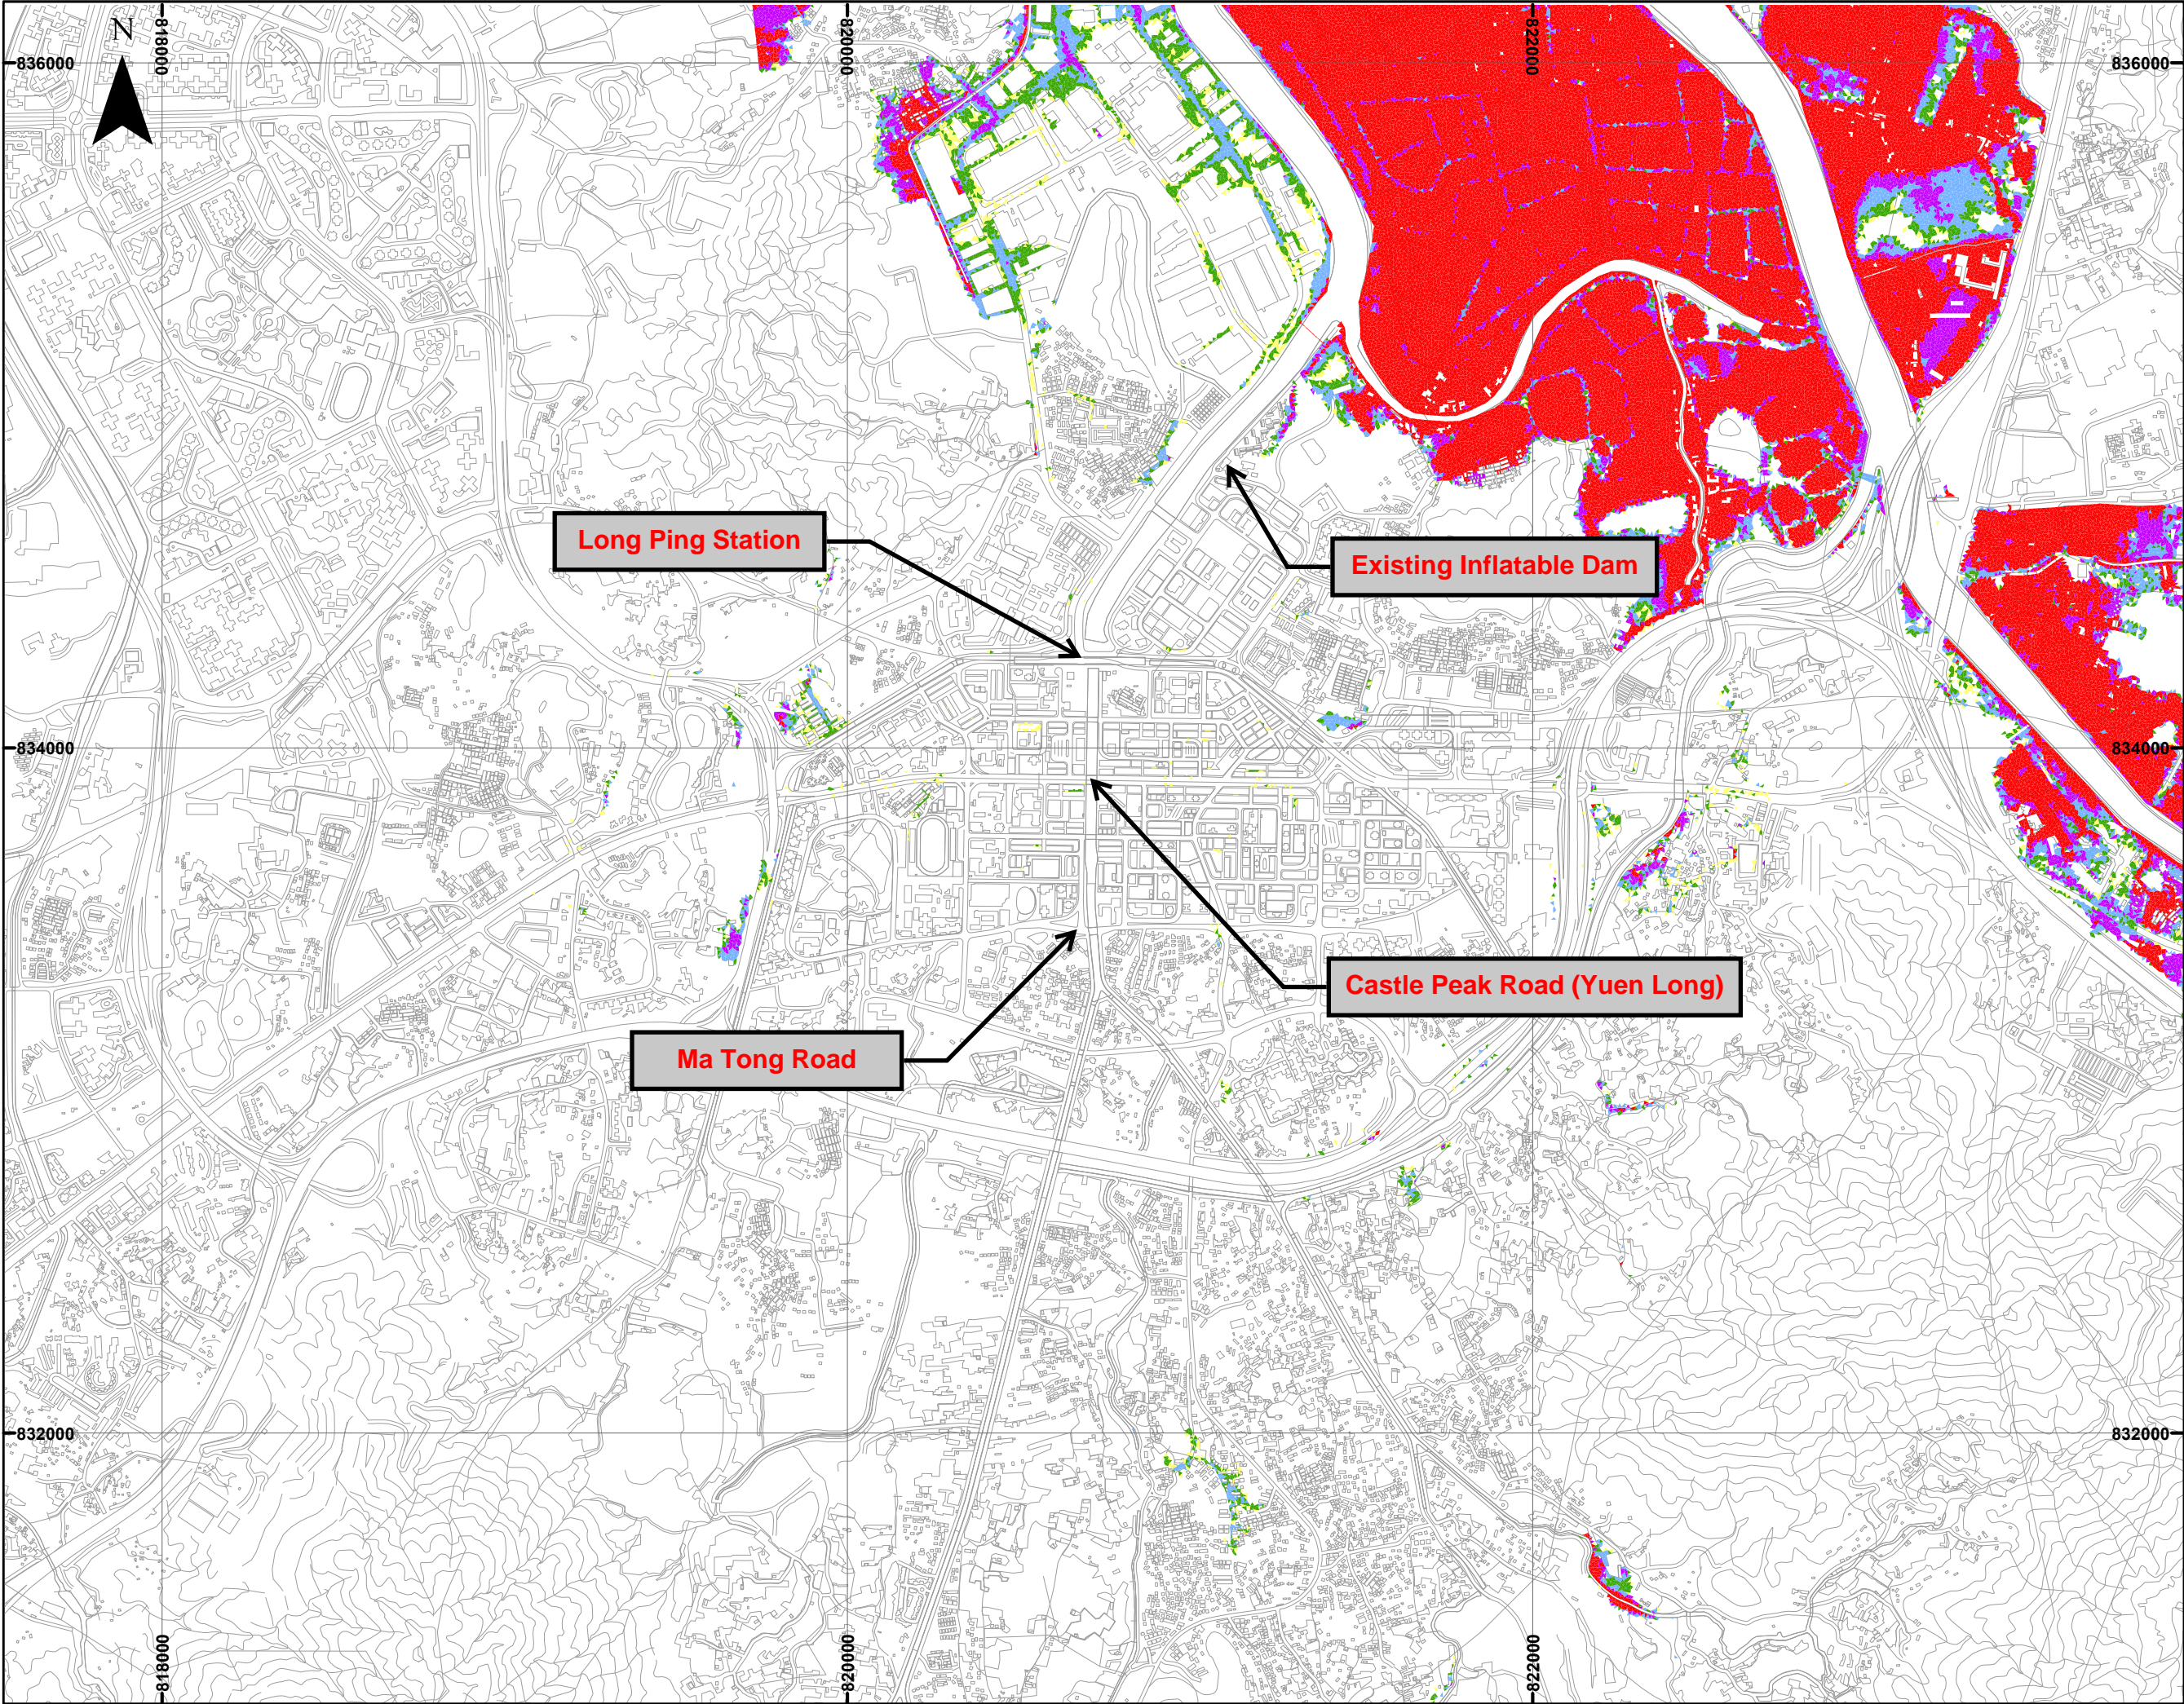 N
818000
820000
822000
836000
836000
Long Ping Station
Existing Inflatable Dam
834000
834000
Castle Peak Road (Yuen Long)
Ma Tong Road
832000
832000
818000
820000
822000